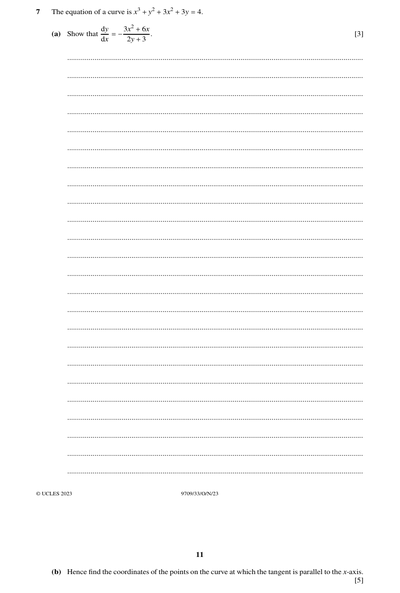 7 The equation of a curve is x³ + y² + 3x² + 3y = 4.
(a) Show that dy/dx = −(3x² + 6x)/(2y + 3). [3]
© UCLES 2023 9709/33/O/N/23
11
(b) Hence find the coordinates of the points on the curve at which the tangent is parallel to the x-axis.
[5]